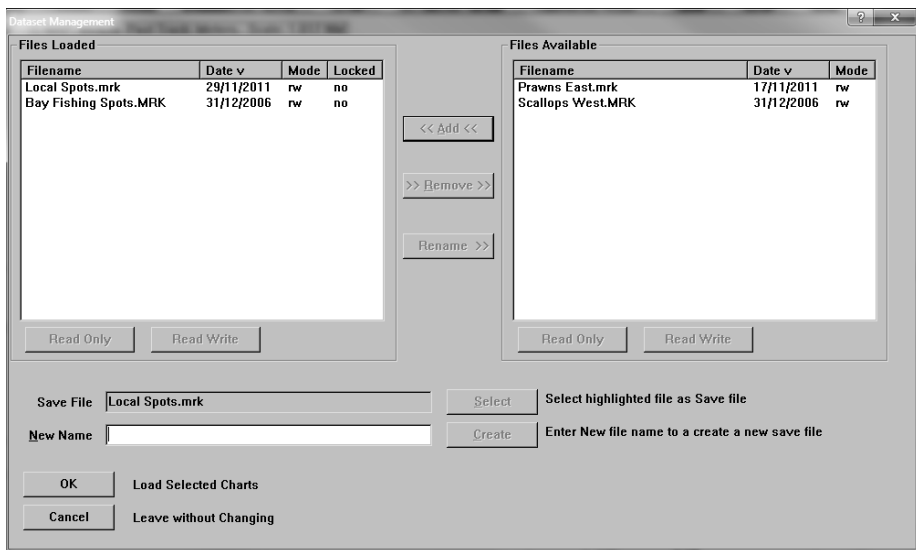 Dataset Management
? x
Files Loaded
Filename Date v Mode Locked
Local Spots.mrk 29/11/2011 rw no
Bay Fishing Spots.MRK 31/12/2006 rw no
Read Only Read Write
<< Add <<
>> Remove >>
Rename >>
Files Available
Filename Date v Mode
Prawns East.mrk 17/11/2011 rw
Scallops West.MRK 31/12/2006 rw
Read Only Read Write
Save File Local Spots.mrk Select Select highlighted file as Save file
New Name Create Enter New file name to a create a new save file
OK Load Selected Charts
Cancel Leave without Changing